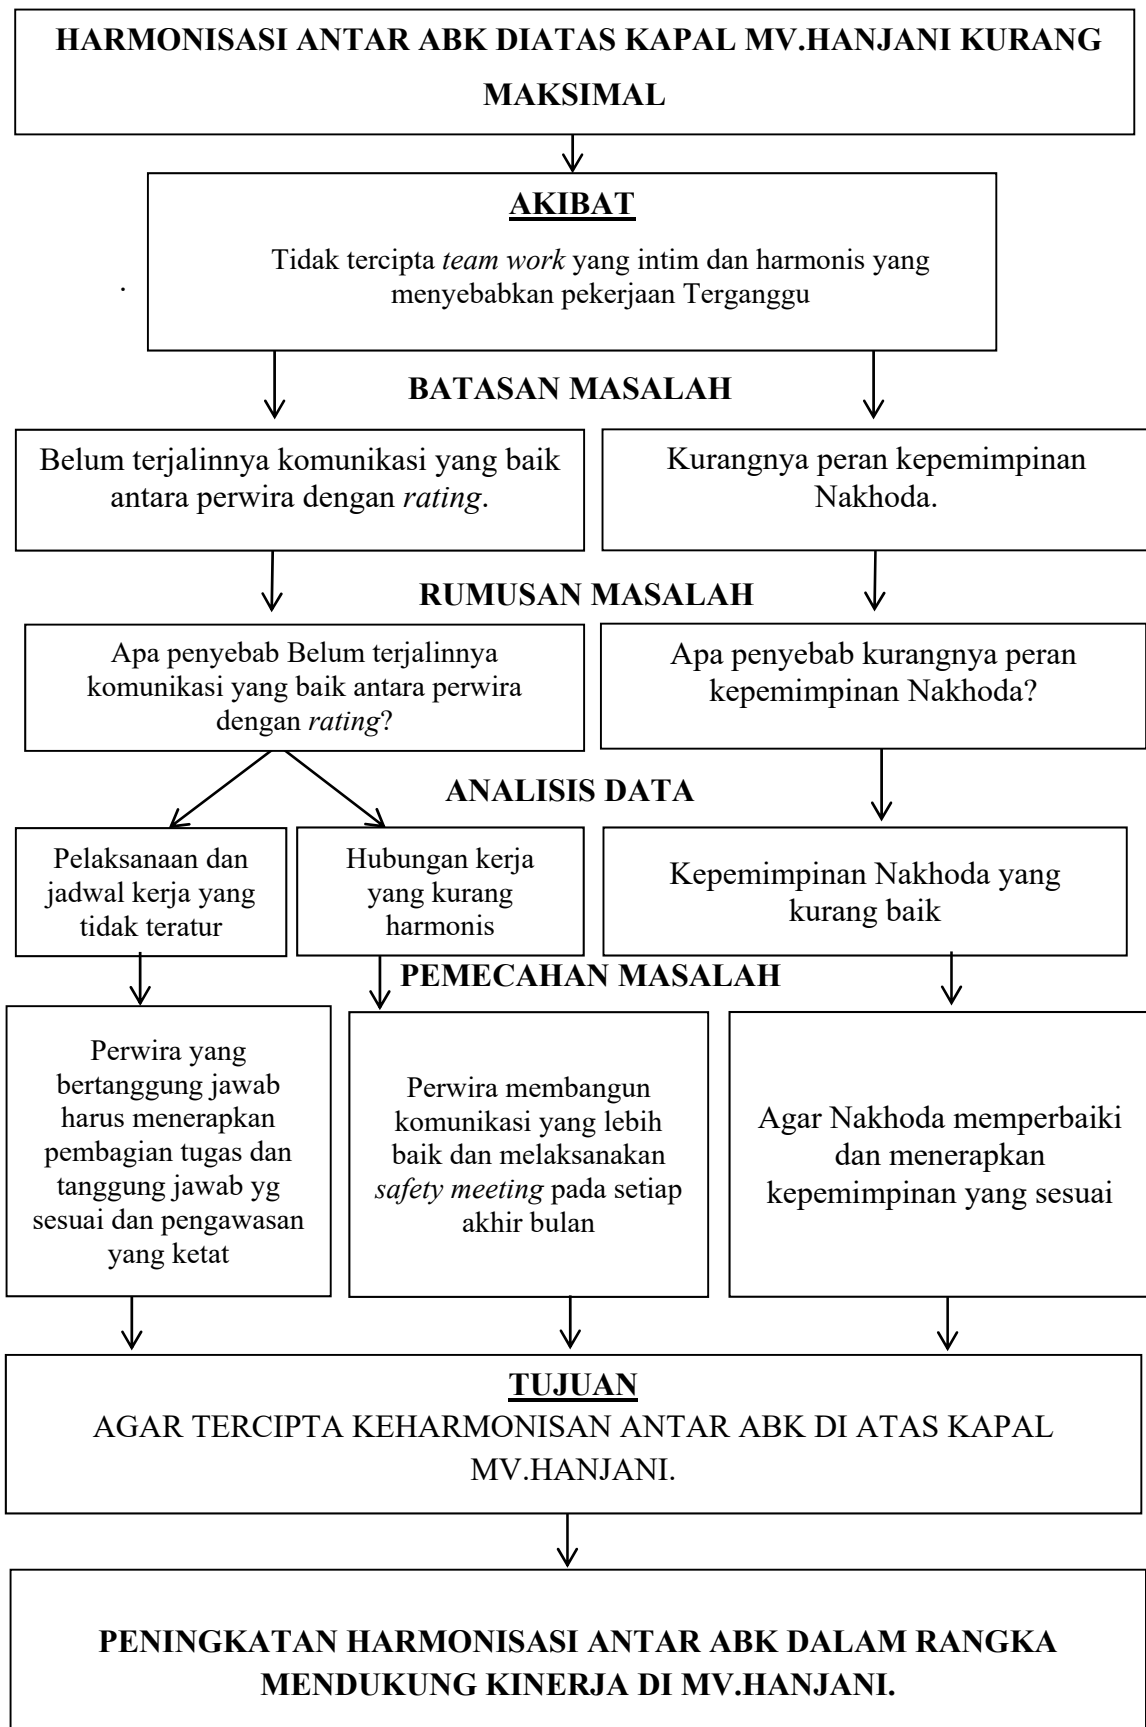 HARMONISASI ANTAR ABK DIATAS KAPAL MV.HANJANI KURANG
MAKSIMAL
AKIBAT
Tidak tercipta team work yang intim dan harmonis yang
menyebabkan pekerjaan Terganggu
.
BATASAN MASALAH
Belum terjalinnya komunikasi yang baik
antara perwira dengan rating.
Kurangnya peran kepemimpinan
Nakhoda.
RUMUSAN MASALAH
Apa penyebab Belum terjalinnya
komunikasi yang baik antara perwira
dengan rating?
Apa penyebab kurangnya peran
kepemimpinan Nakhoda?
ANALISIS DATA
Pelaksanaan dan
jadwal kerja yang
tidak teratur
Hubungan kerja
yang kurang
harmonis
Kepemimpinan Nakhoda yang
kurang baik
PEMECAHAN MASALAH
Perwira yang
bertanggung jawab
harus menerapkan
pembagian tugas dan
tanggung jawab yg
sesuai dan pengawasan
yang ketat
Perwira membangun
komunikasi yang lebih
baik dan melaksanakan
safety meeting pada setiap
akhir bulan
Agar Nakhoda memperbaiki
dan menerapkan
kepemimpinan yang sesuai
TUJUAN
AGAR TERCIPTA KEHARMONISAN ANTAR ABK DI ATAS KAPAL
MV.HANJANI.
PENINGKATAN HARMONISASI ANTAR ABK DALAM RANGKA
MENDUKUNG KINERJA DI MV.HANJANI.